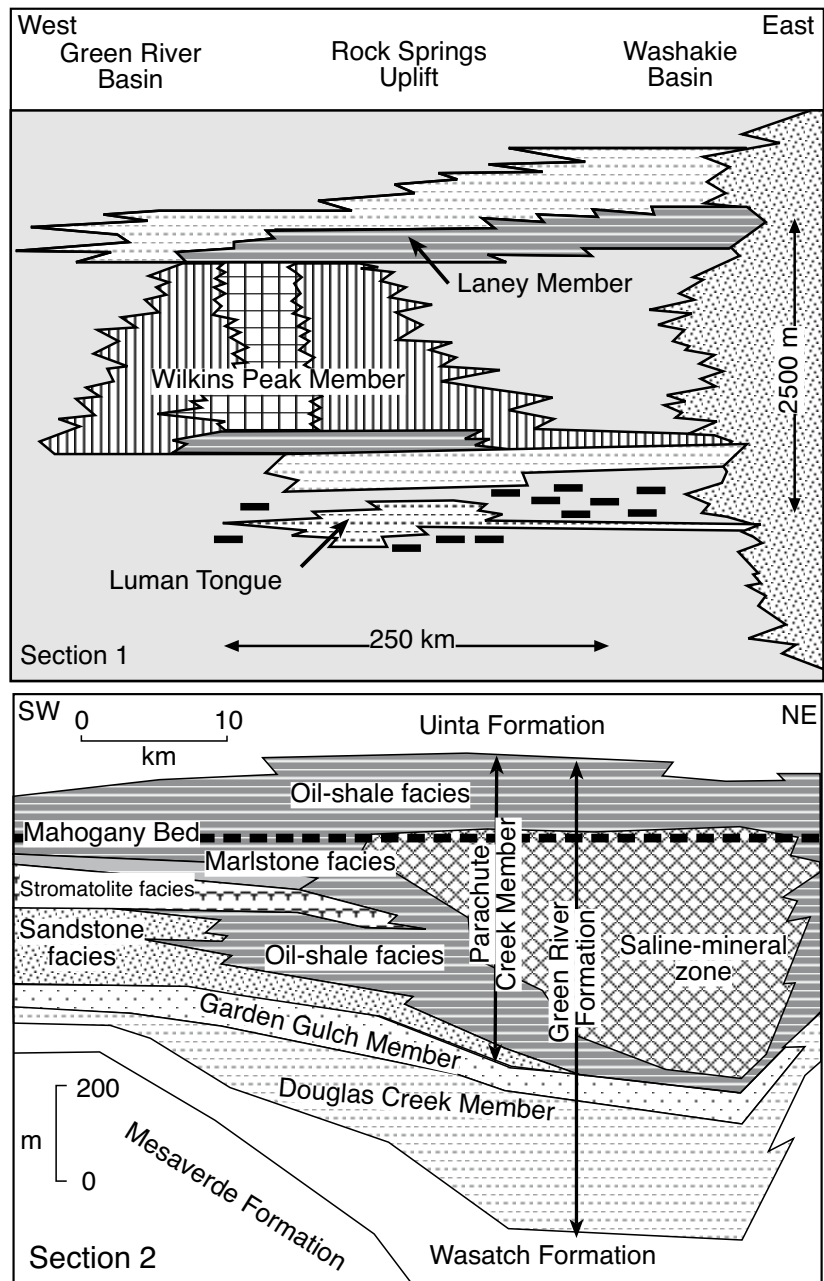 West
East
Green River
Basin
Rock Springs
Uplift
Washakie
Basin
Laney Member
Wilkins Peak Member
2500 m
Luman Tongue
250 km
Section 1
SW
0
10
km
Uinta Formation
NE
Oil-shale facies
Mahogany Bed
Marlstone facies
Stromatolite facies
Parachute
Creek Member
Green River
Formation
Sandstone
facies
Oil-shale facies
Saline-mineral
zone
Garden Gulch Member
Douglas Creek Member
200
m
0
Mesaverde Formation
Section 2
Wasatch Formation